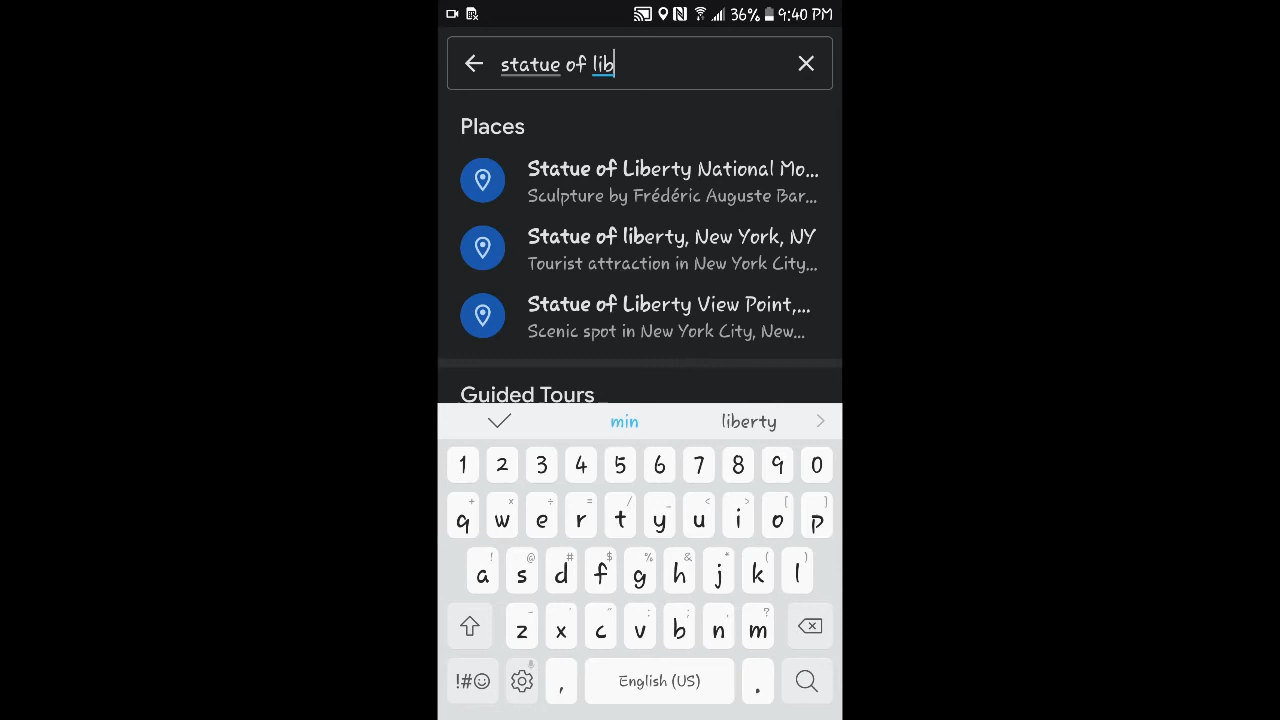 36% 9:40 PM
statue of lib
Places
Statue of Liberty National Mo...
Sculpture by Frédéric Auguste Bar...
Statue of liberty, New York, NY
Tourist attraction in New York City...
Statue of Liberty View Point,...
Scenic spot in New York City, New...
Guided Tours
min liberty
1 2 3 4 5 6 7 8 9 0
+ × ÷ = / _ < > [ ]
q w e r t y u i o p
! @ # $ % & * ( )
a s d f g h j k l
- ' " : ; , ?
z x c v b n m
!#☺ , English (US) .